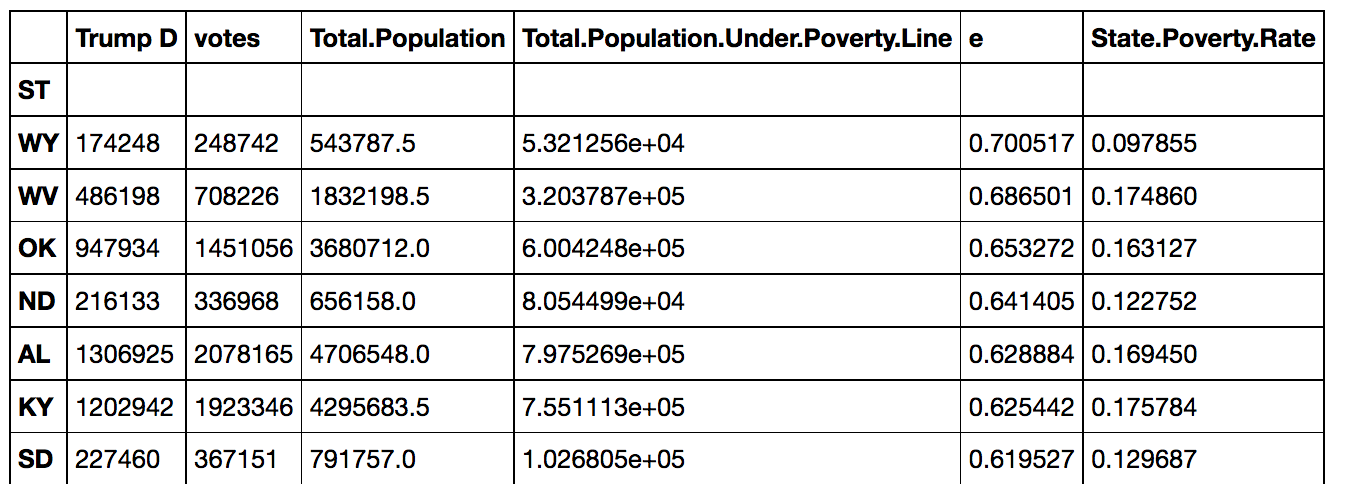 Trump D votes Total.Population Total.Population.Under.Poverty.Line e State.Poverty.Rate
ST
WY 174248 248742 543787.5 5.321256e+04 0.700517 0.097855
WV 486198 708226 1832198.5 3.203787e+05 0.686501 0.174860
OK 947934 1451056 3680712.0 6.004248e+05 0.653272 0.163127
ND 216133 336968 656158.0 8.054499e+04 0.641405 0.122752
AL 1306925 2078165 4706548.0 7.975269e+05 0.628884 0.169450
KY 1202942 1923346 4295683.5 7.551113e+05 0.625442 0.175784
SD 227460 367151 791757.0 1.026805e+05 0.619527 0.129687